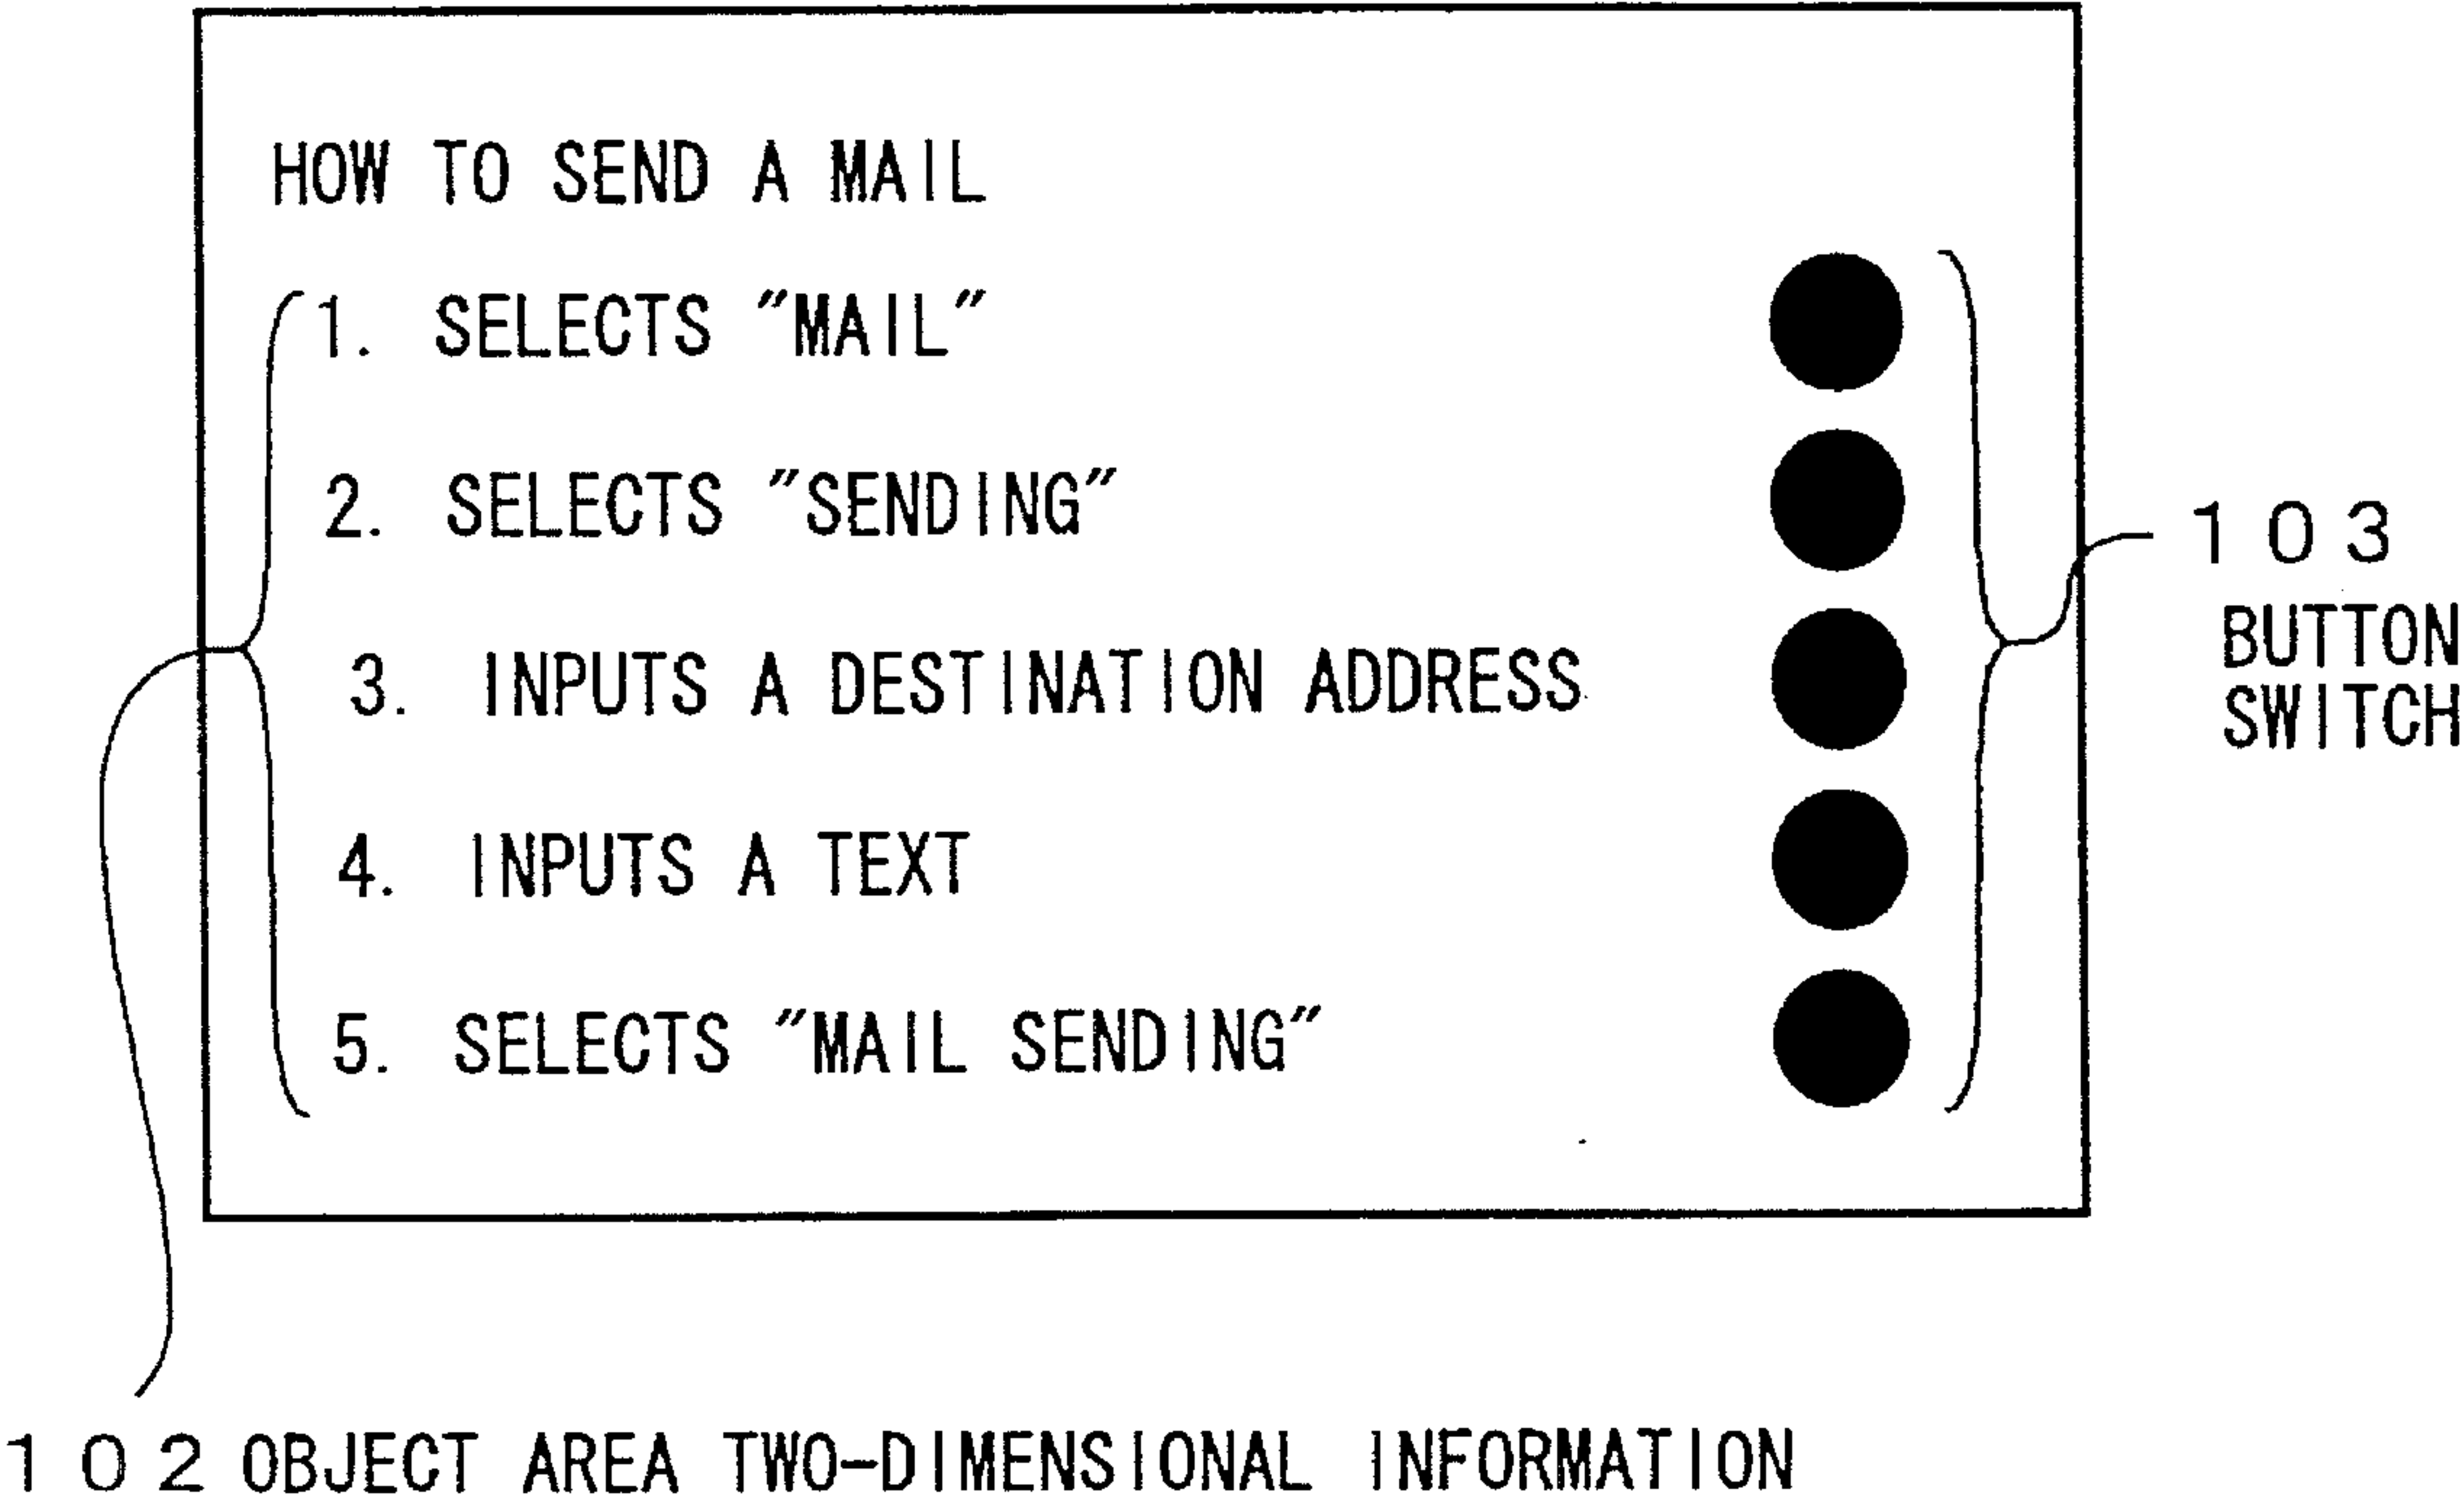 HOW TO SEND A MAIL
1. SELECTS "MAIL"
2. SELECTS "SENDING"
3. INPUTS A DESTINATION ADDRESS
4. INPUTS A TEXT
5. SELECTS "MAIL SENDING"
103
BUTTON
SWITCH
102 OBJECT AREA TWO-DIMENSIONAL INFORMATION